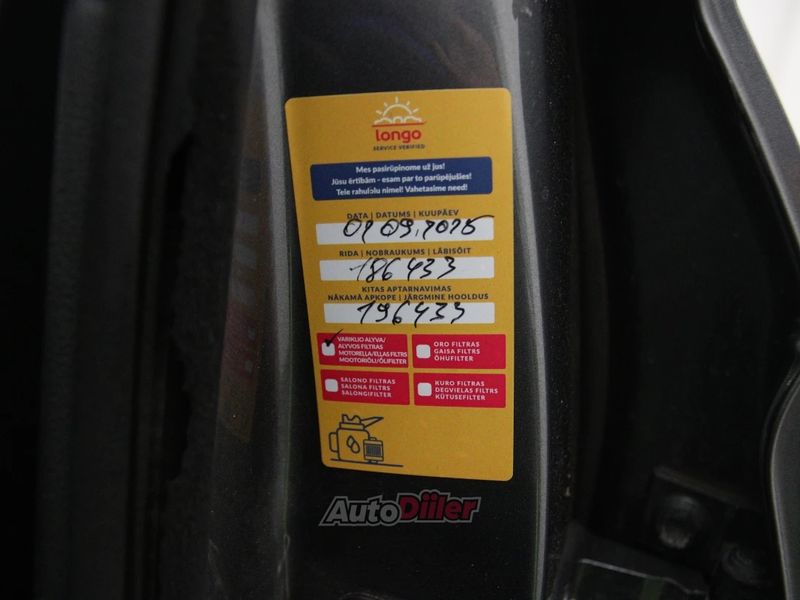 longo
SERVICE VERIFIED
Mes pasirūpinome už jus!
Jūsu ērtībām - esam par to parūpējušies!
Teie rahulolu nimel! Vahetasime need!
DATA | DATUMS | KUUPÄEV
01 09, 2025
RIDA | NOBRAUKUMS | LÄBISÕIT
186 433
KITAS APTARNAVIMAS
NĀKAMĀ APKOPE | JÄRGMINE HOOLDUS
196433
VARIKLIO ALYVA/
ALYVOS FILTRAS
MOTOREĻĻA/EĻĻAS FILTRS
MOOTORIÕLI/ÕLIFILTER
ORO FILTRAS
GAISA FILTRS
ÕHUFILTER
SALONO FILTRAS
SALONA FILTRS
SALONGIFILTER
KURO FILTRAS
DEGVIELAS FILTRS
KÜTUSEFILTER
AutoDiiler